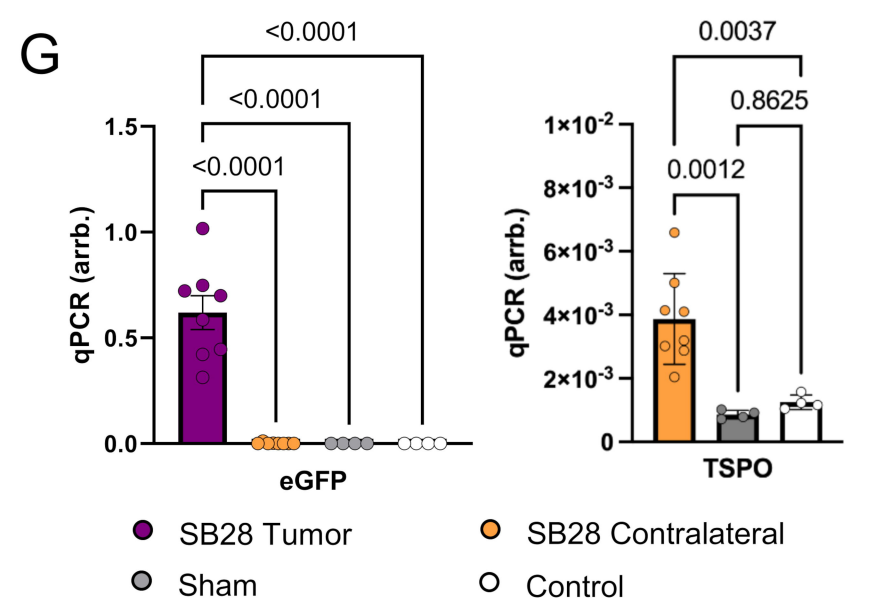 G
<0.0001
<0.0001
<0.0001
1.5
1.0
0.5
0.0
qPCR (arrb.)
eGFP
0.0037
0.8625
0.0012
1×10⁻²
8×10⁻³
6×10⁻³
4×10⁻³
2×10⁻³
0
qPCR (arrb.)
TSPO
SB28 Tumor
SB28 Contralateral
Sham
Control